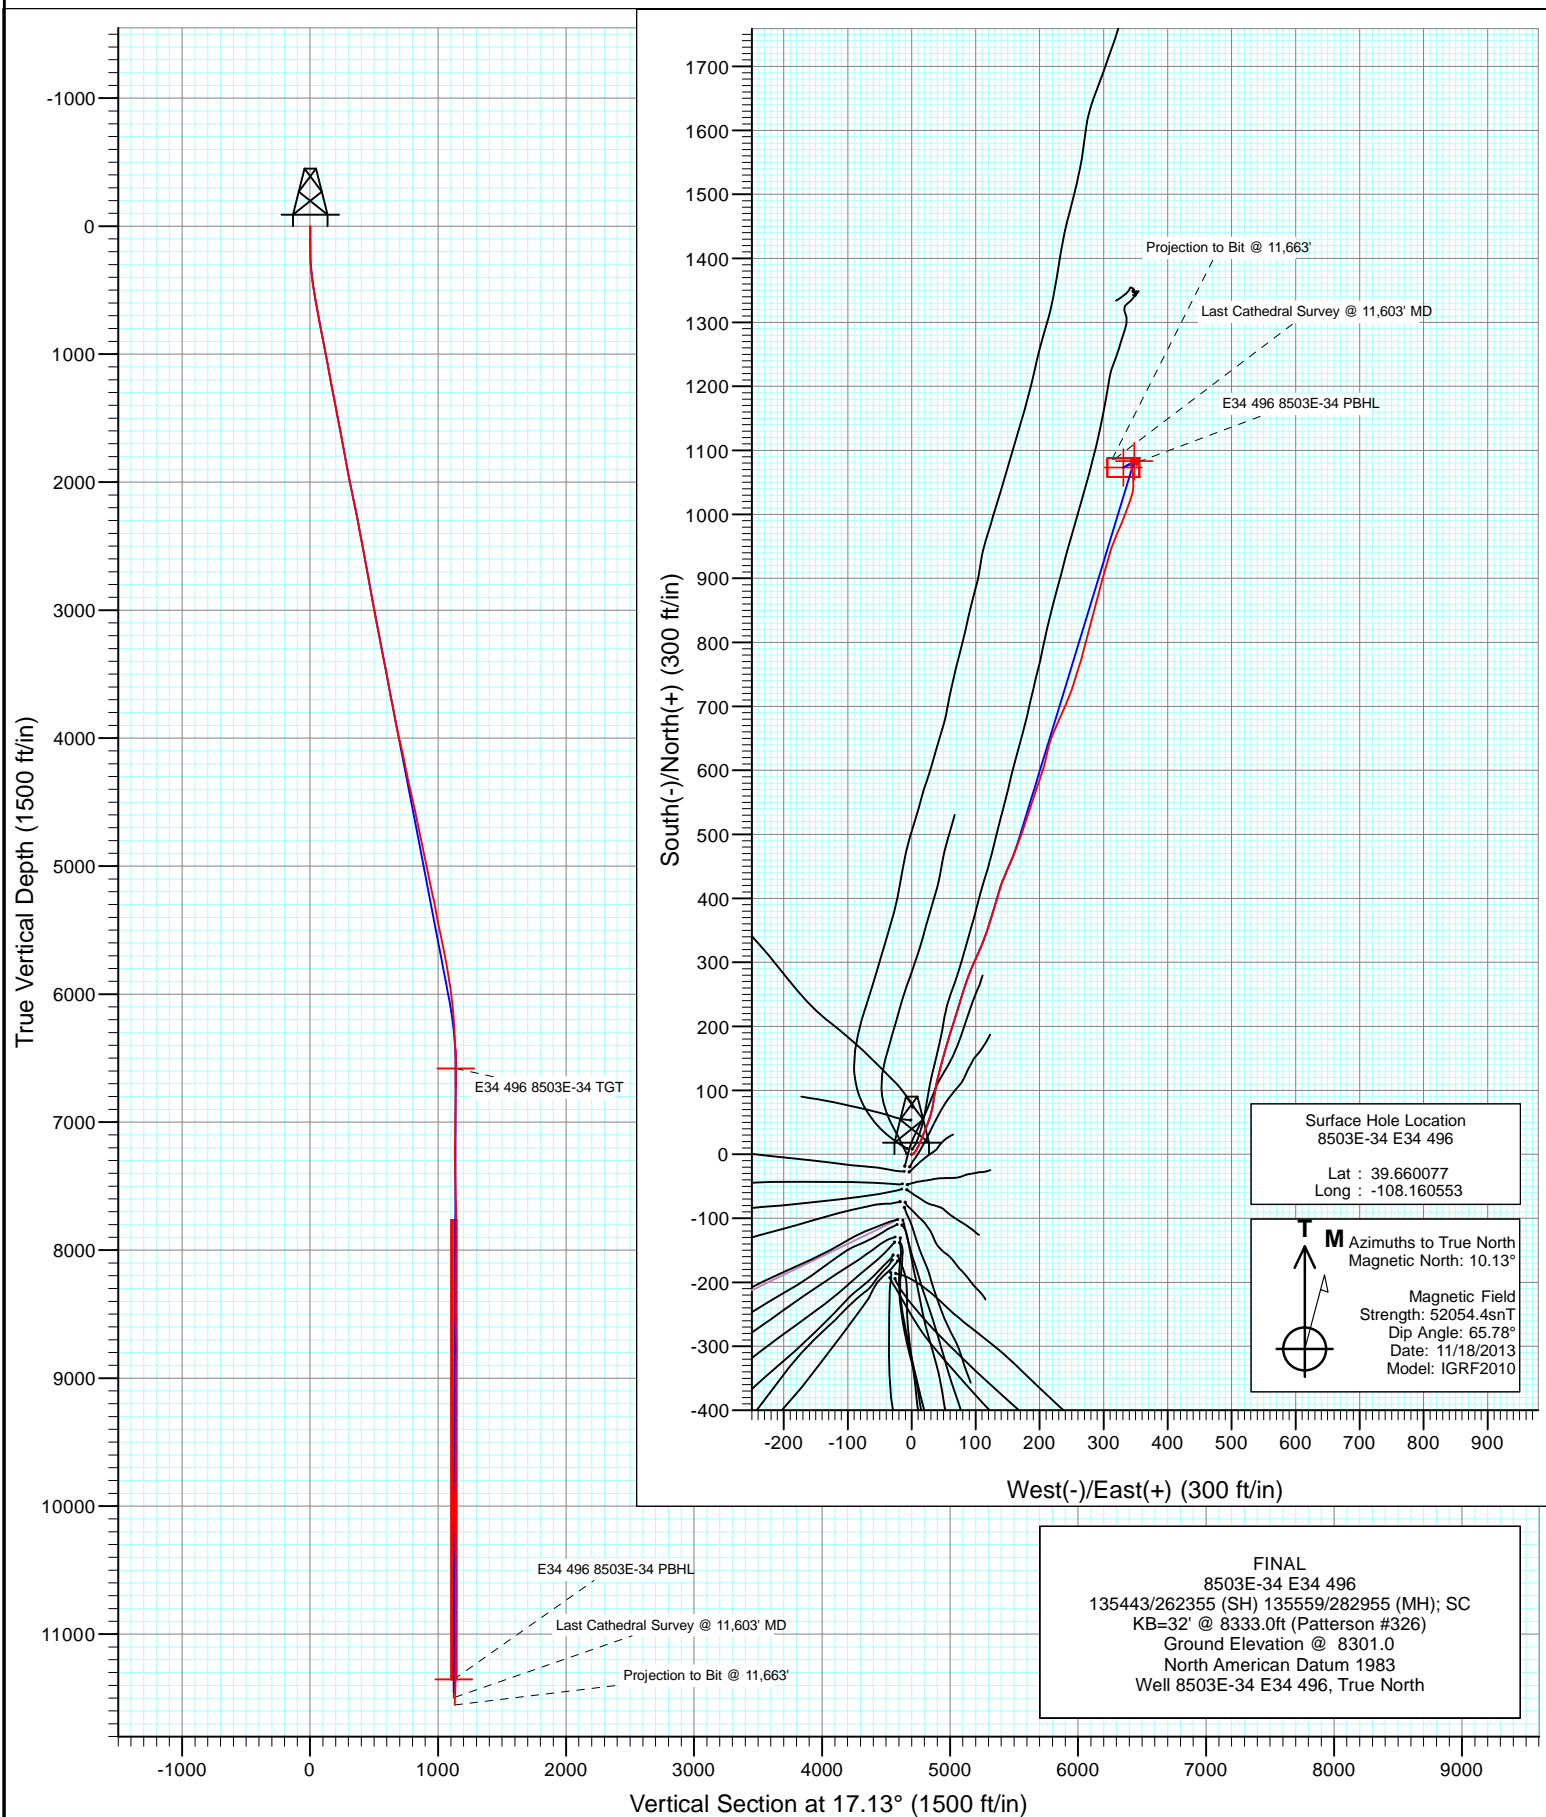 -1000
0
1000
2000
3000
4000
5000
6000
7000
8000
9000
10000
11000
True Vertical Depth (1500 ft/in)
-1000
0
1000
2000
3000
4000
5000
6000
7000
8000
9000
Vertical Section at 17.13° (1500 ft/in)
E34 496 8503E-34 TGT
E34 496 8503E-34 PBHL
Last Cathedral Survey @ 11,603' MD
Projection to Bit @ 11,663'
1700
1600
1500
1400
1300
1200
1100
1000
900
800
700
600
500
400
300
200
100
0
-100
-200
-300
-400
South(-)/North(+) (300 ft/in)
-200
-100
0
100
200
300
400
500
600
700
800
900
West(-)/East(+) (300 ft/in)
Projection to Bit @ 11,663'
Last Cathedral Survey @ 11,603' MD
E34 496 8503E-34 PBHL
Surface Hole Location
8503E-34 E34 496
Lat : 39.660077
Long : -108.160553
T
M
Azimuths to True North
Magnetic North: 10.13°
Magnetic Field
Strength: 52054.4snT
Dip Angle: 65.78°
Date: 11/18/2013
Model: IGRF2010
FINAL
8503E-34 E34 496
135443/262355 (SH) 135559/282955 (MH); SC
KB=32' @ 8333.0ft (Patterson #326)
Ground Elevation @ 8301.0
North American Datum 1983
Well 8503E-34 E34 496, True North